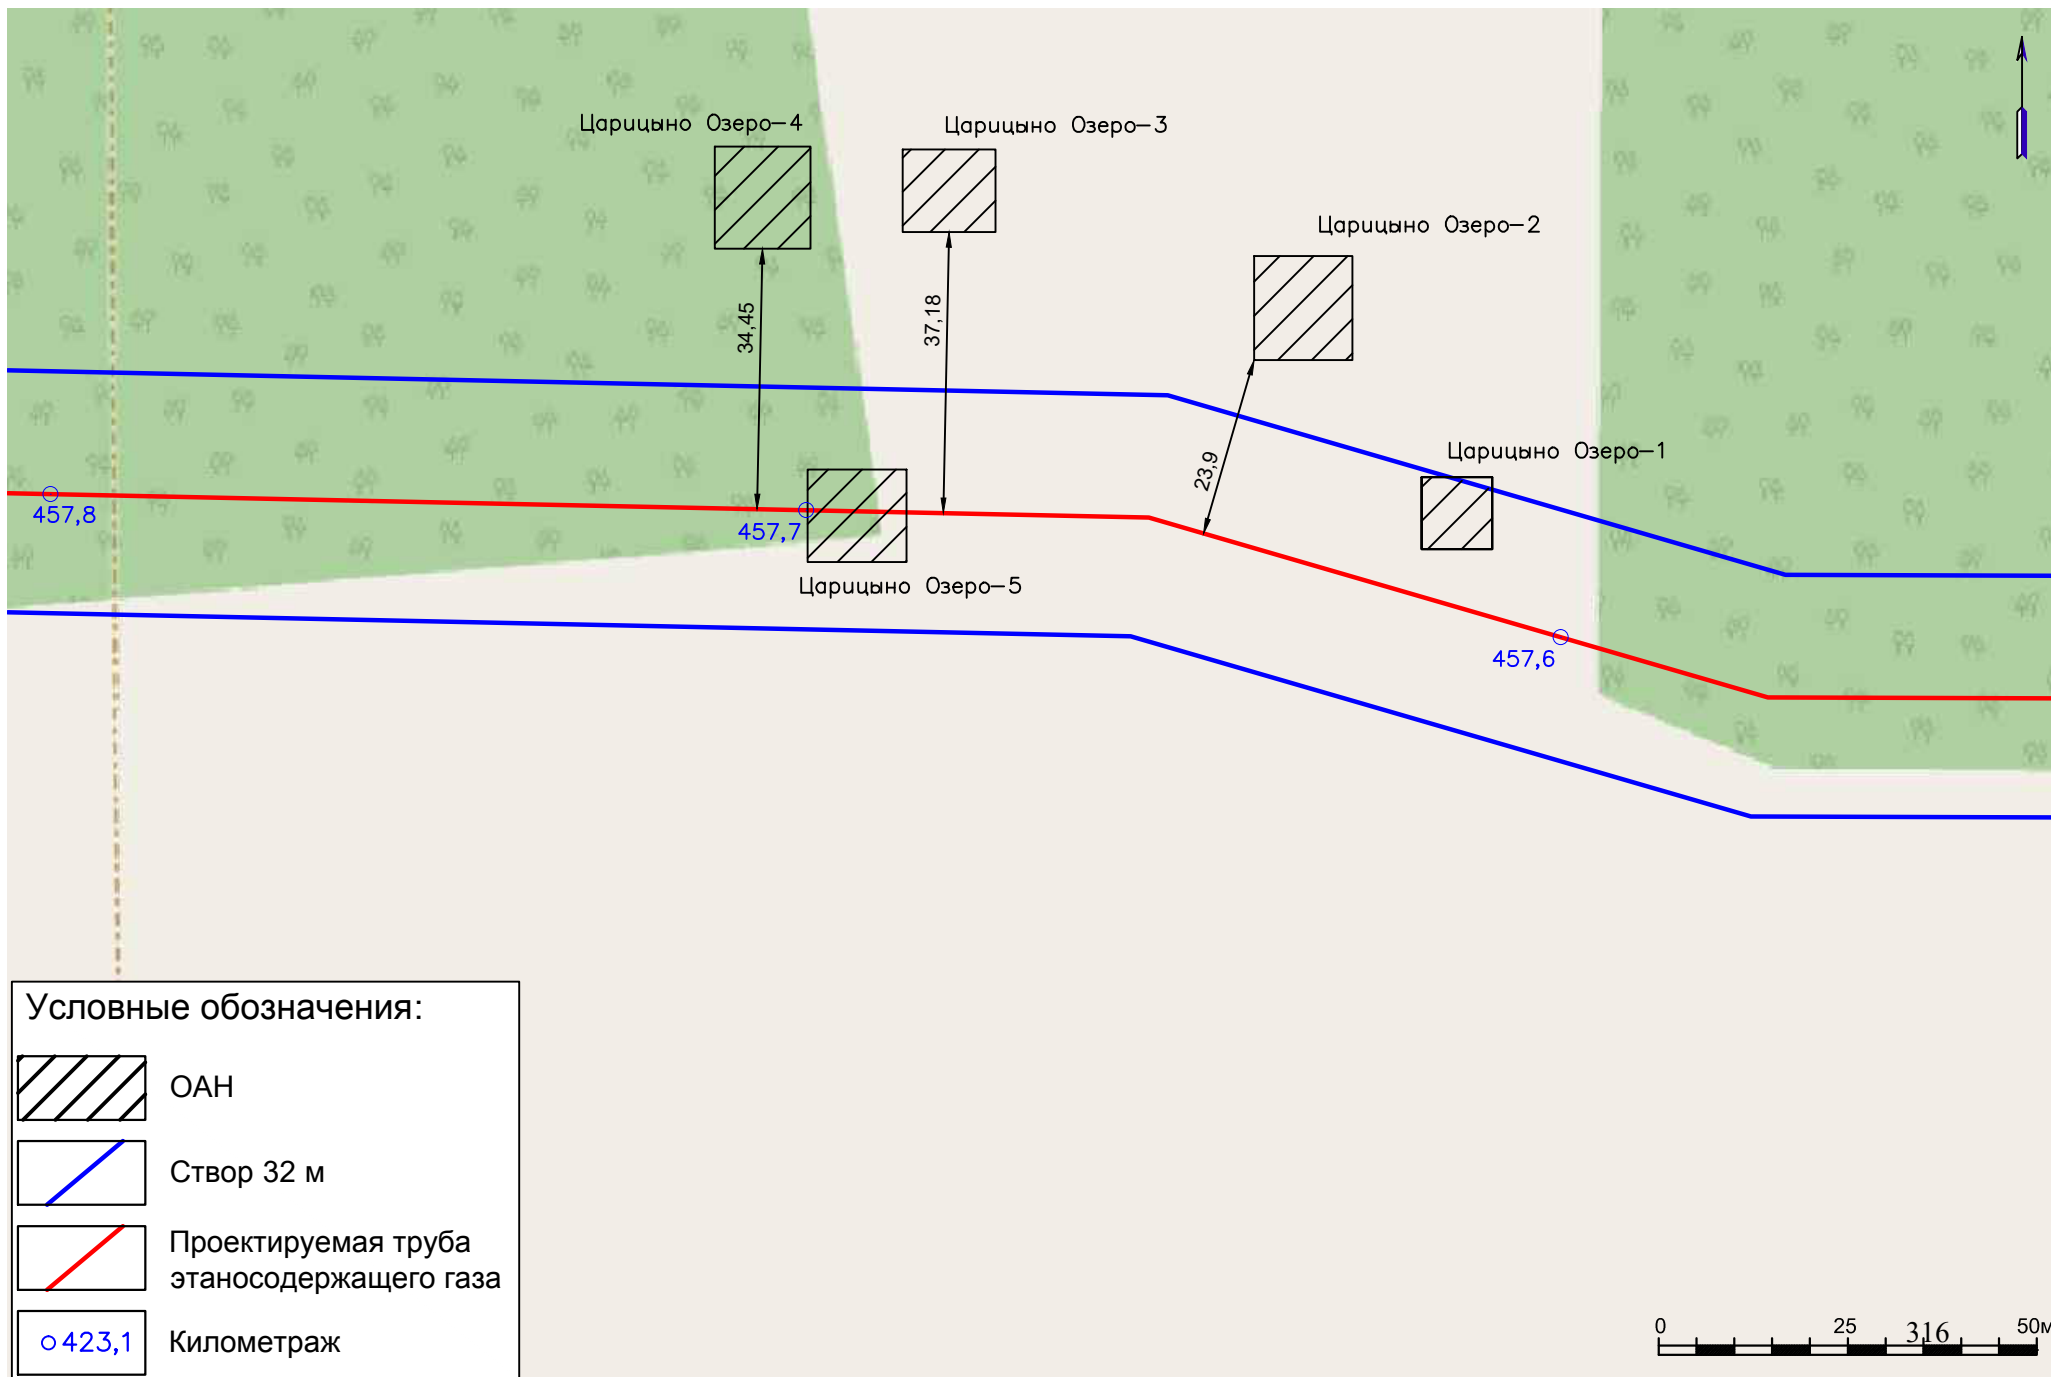 Царицыно Озеро-4
Царицыно Озеро-3
Царицыно Озеро-2
34,45
37,18
23,9
Царицыно Озеро-1
457,8
457,7
Царицыно Озеро-5
457,6
Условные обозначения:
ОАН
Створ 32 м
Проектируемая труба
этаносодержащего газа
423,1 Километраж
0 25 50м
316